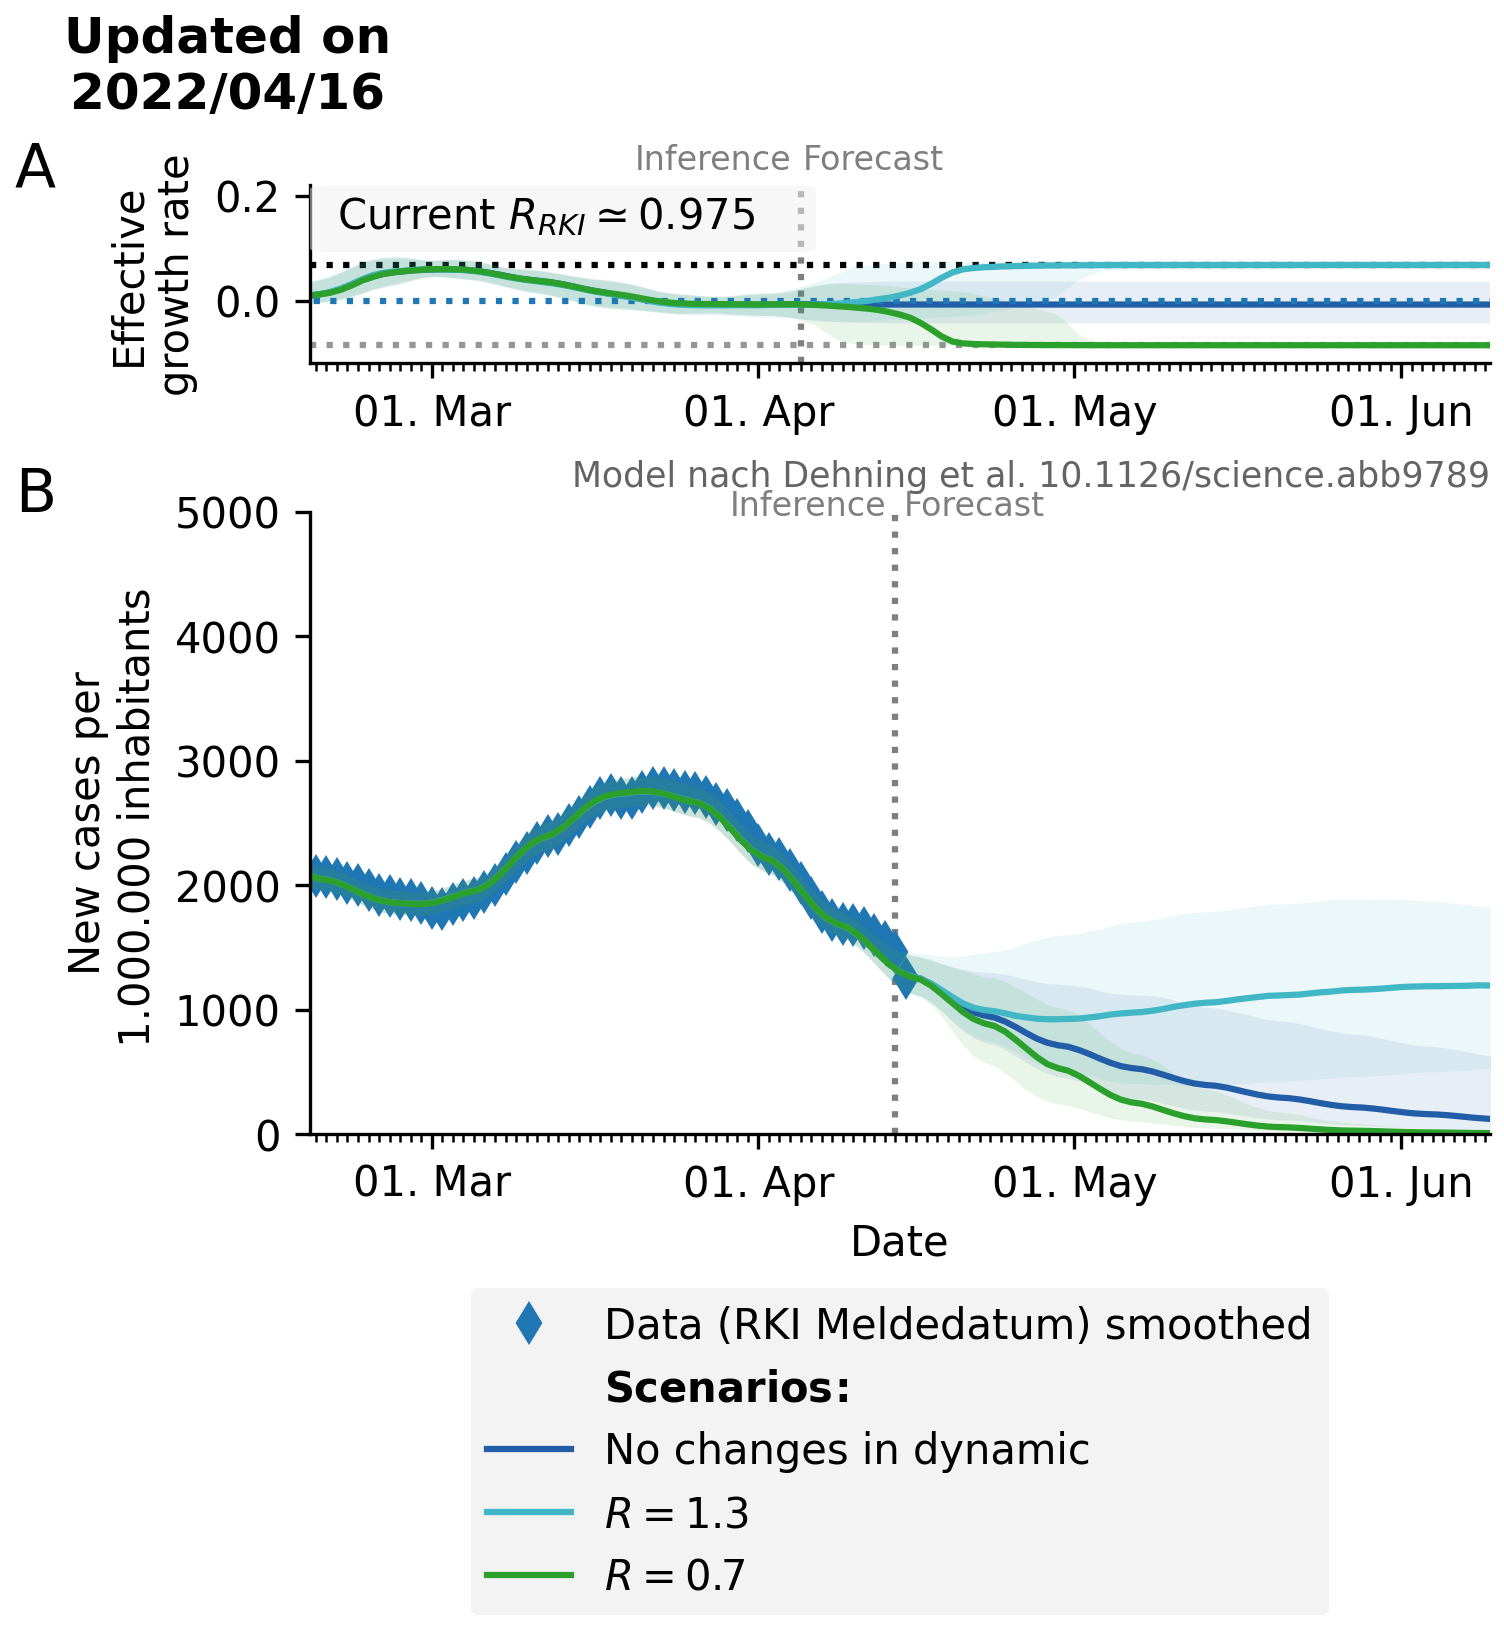 Updated on
2022/04/16
A
Effective
growth rate
Inference Forecast
0.2
0.0
Current R_RKI ≃ 0.975
01. Mar 01. Apr 01. May 01. Jun
B
Model nach Dehning et al. 10.1126/science.abb9789
Inference Forecast
New cases per
1.000.000 inhabitants
5000
4000
3000
2000
1000
0
01. Mar 01. Apr 01. May 01. Jun
Date
Data (RKI Meldedatum) smoothed
Scenarios:
No changes in dynamic
R = 1.3
R = 0.7